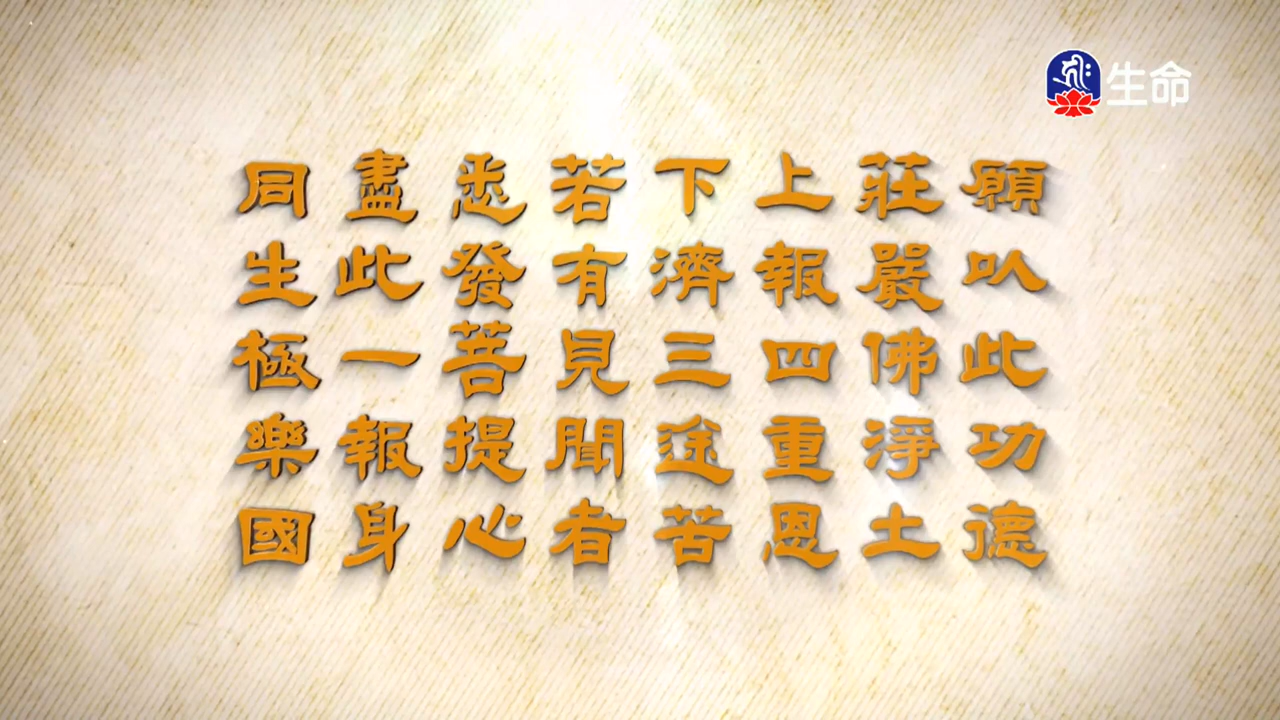 生命
願以此功德
莊嚴佛淨土
上報四重恩
下濟三途苦
若有見聞者
悉發菩提心
盡此一報身
同生極樂國